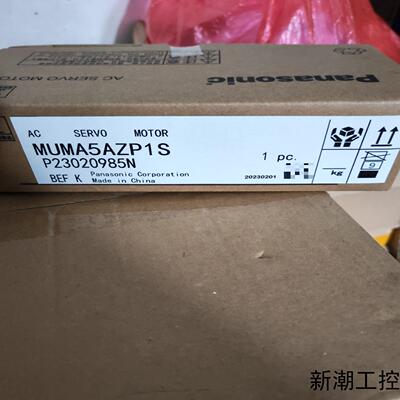 Panasonic
AC SERVO MOTOR
AC SERVO MOTOR
MUMA5AZP1S
P23020985N
1 pc.
BEF K Panasonic Corporation
Made in China
20230201
kg
9
新潮工控